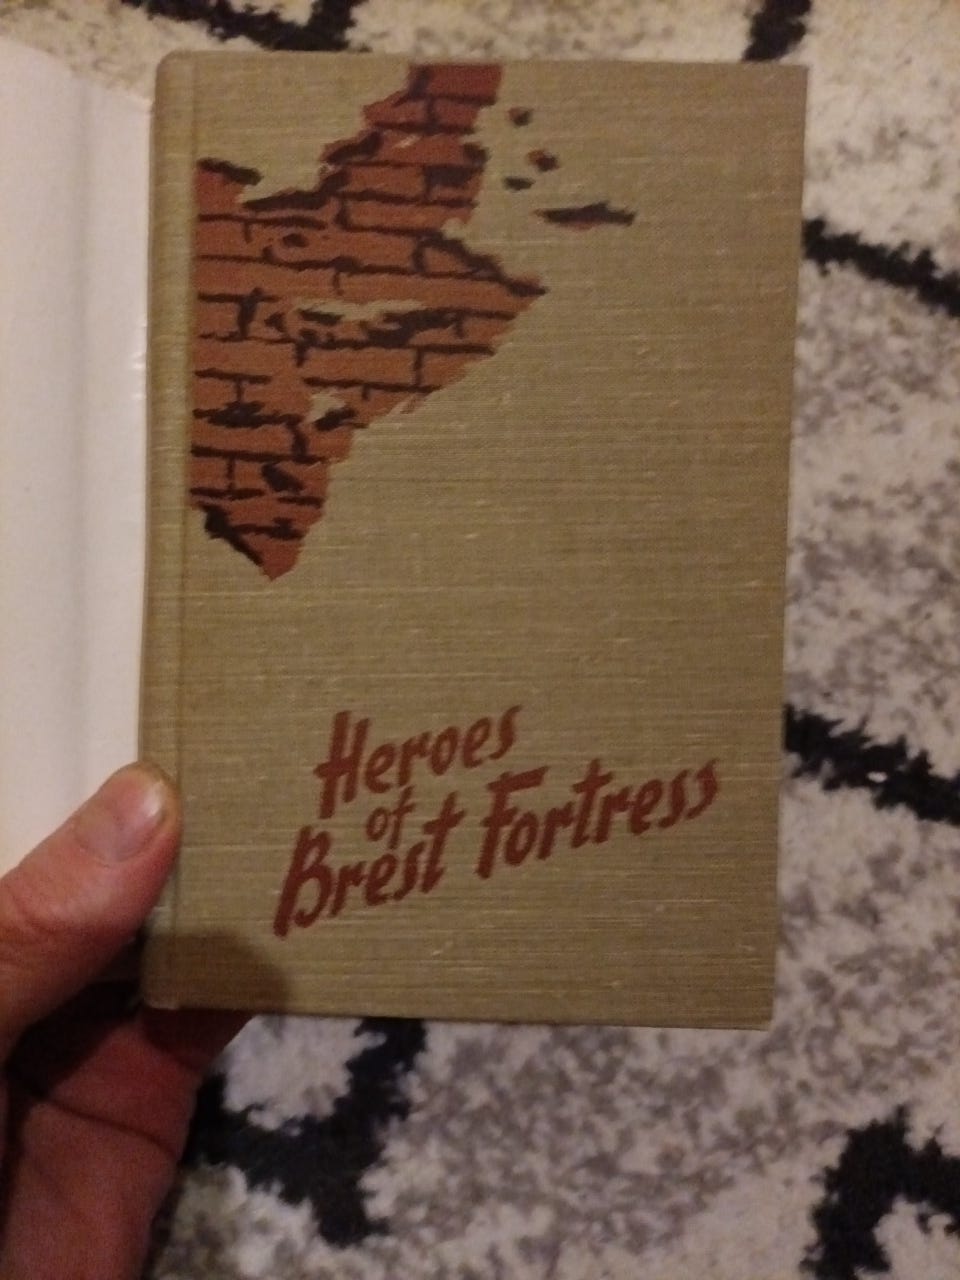 Heroes
of
Brest Fortress